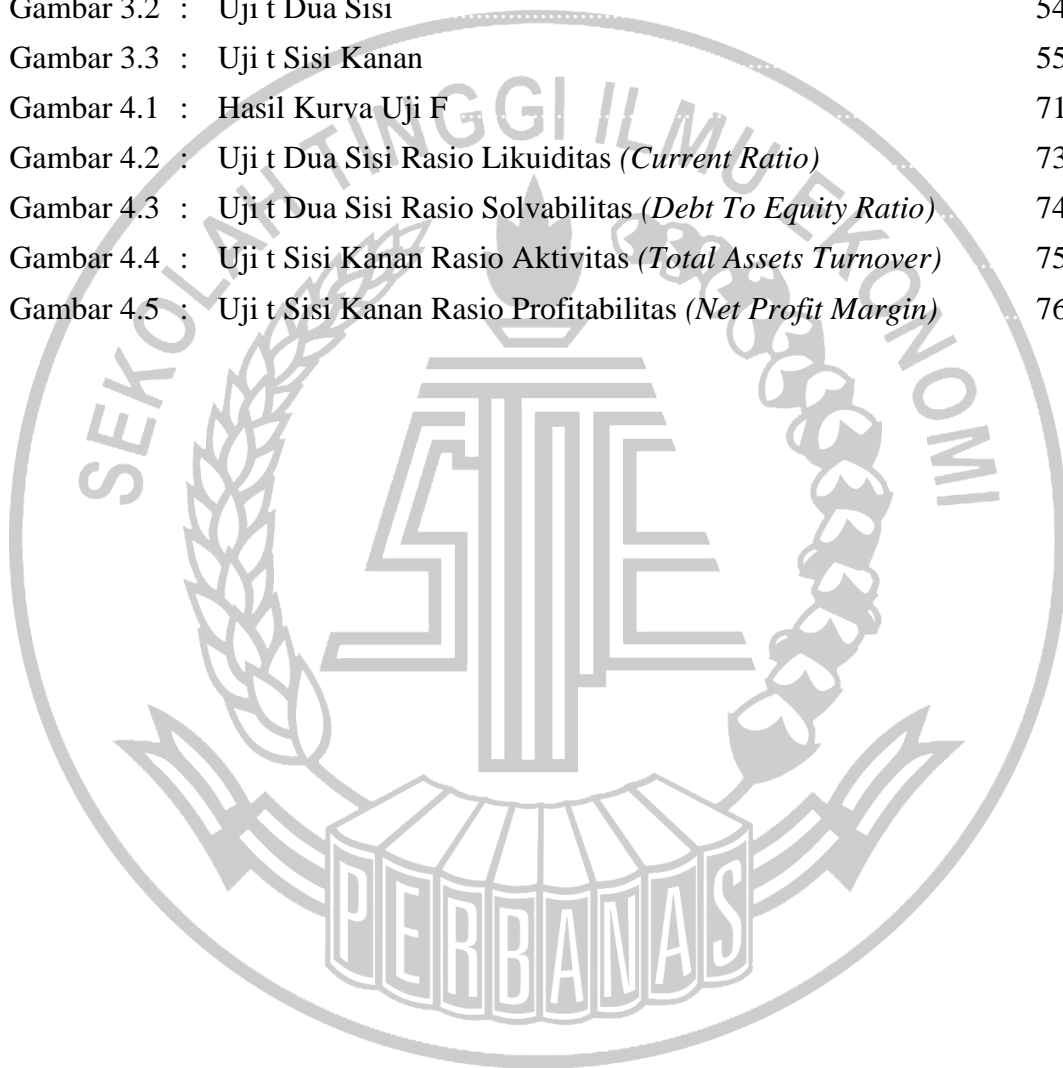 Gambar 3.2 : Uji t Dua Sisi 54
Gambar 3.3 : Uji t Sisi Kanan 55
Gambar 4.1 : Hasil Kurva Uji F 71
Gambar 4.2 : Uji t Dua Sisi Rasio Likuiditas (Current Ratio) 73
Gambar 4.3 : Uji t Dua Sisi Rasio Solvabilitas (Debt To Equity Ratio) 74
Gambar 4.4 : Uji t Sisi Kanan Rasio Aktivitas (Total Assets Turnover) 75
Gambar 4.5 : Uji t Sisi Kanan Rasio Profitabilitas (Net Profit Margin) 76
SEKOLAH TINGGI ILMU EKONOMI
STIE
PERBANAS